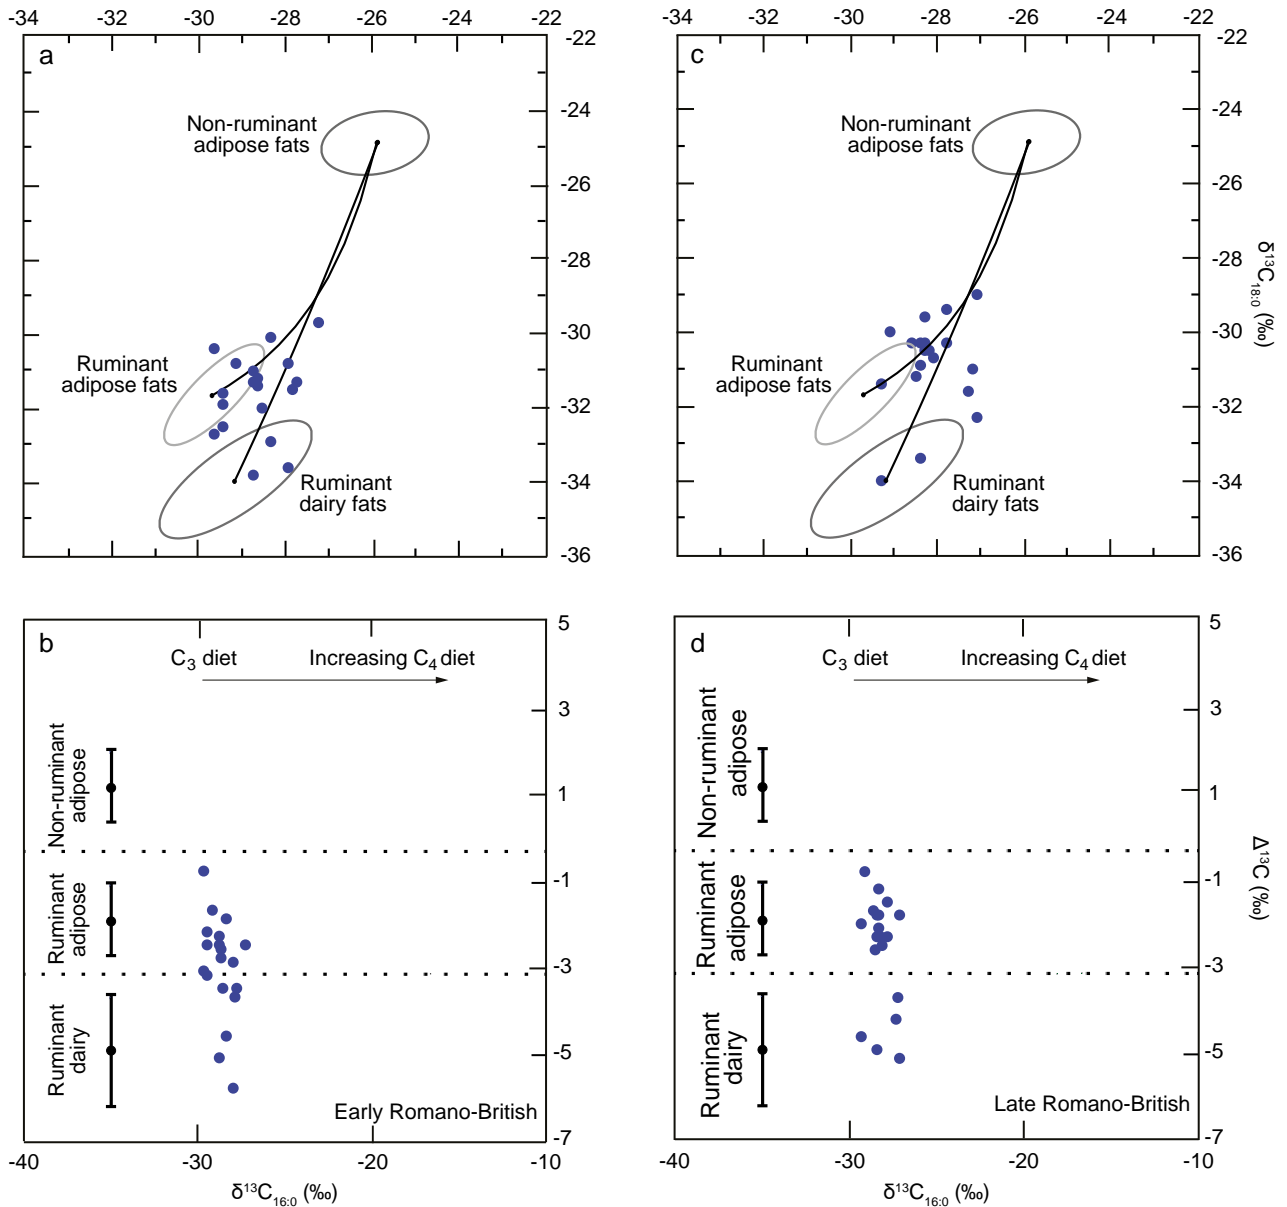 -34 -32 -30 -28 -26 -24 -22
a
-22
-24
-26
-28
-30
-32
-34
-36
Non-ruminant
adipose fats
Ruminant
adipose fats
Ruminant
dairy fats
-34 -32 -30 -28 -26 -24 -22
c
-22
-24
-26
-28
-30
-32
-34
-36
δ¹³C₁₈:₀ (‰)
Non-ruminant
adipose fats
Ruminant
adipose fats
Ruminant
dairy fats
b
C₃ diet
Increasing C₄ diet
5
3
1
-1
-3
-5
-7
Non-ruminant
adipose
Ruminant
adipose
Ruminant
dairy
Early Romano-British
-40 -30 -20 -10
δ¹³C₁₆:₀ (‰)
d
C₃ diet
Increasing C₄ diet
5
3
1
-1
-3
-5
-7
Δ¹³C (‰)
Non-ruminant
adipose
Ruminant
adipose
Ruminant
dairy
Late Romano-British
-40 -30 -20 -10
δ¹³C₁₆:₀ (‰)